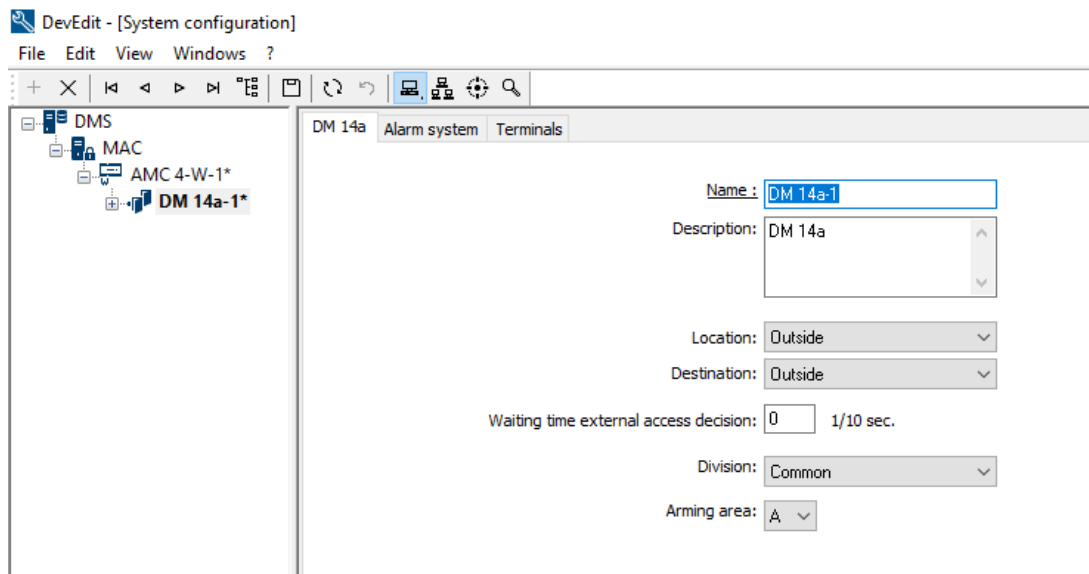 DevEdit - [System configuration]
File Edit View Windows ?
DMS
MAC
AMC 4-W-1*
DM 14a-1*
DM 14a Alarm system Terminals
Name : DM 14a-1
Description: DM 14a
Location: Outside
Destination: Outside
Waiting time external access decision: 0 1/10 sec.
Division: Common
Arming area: A